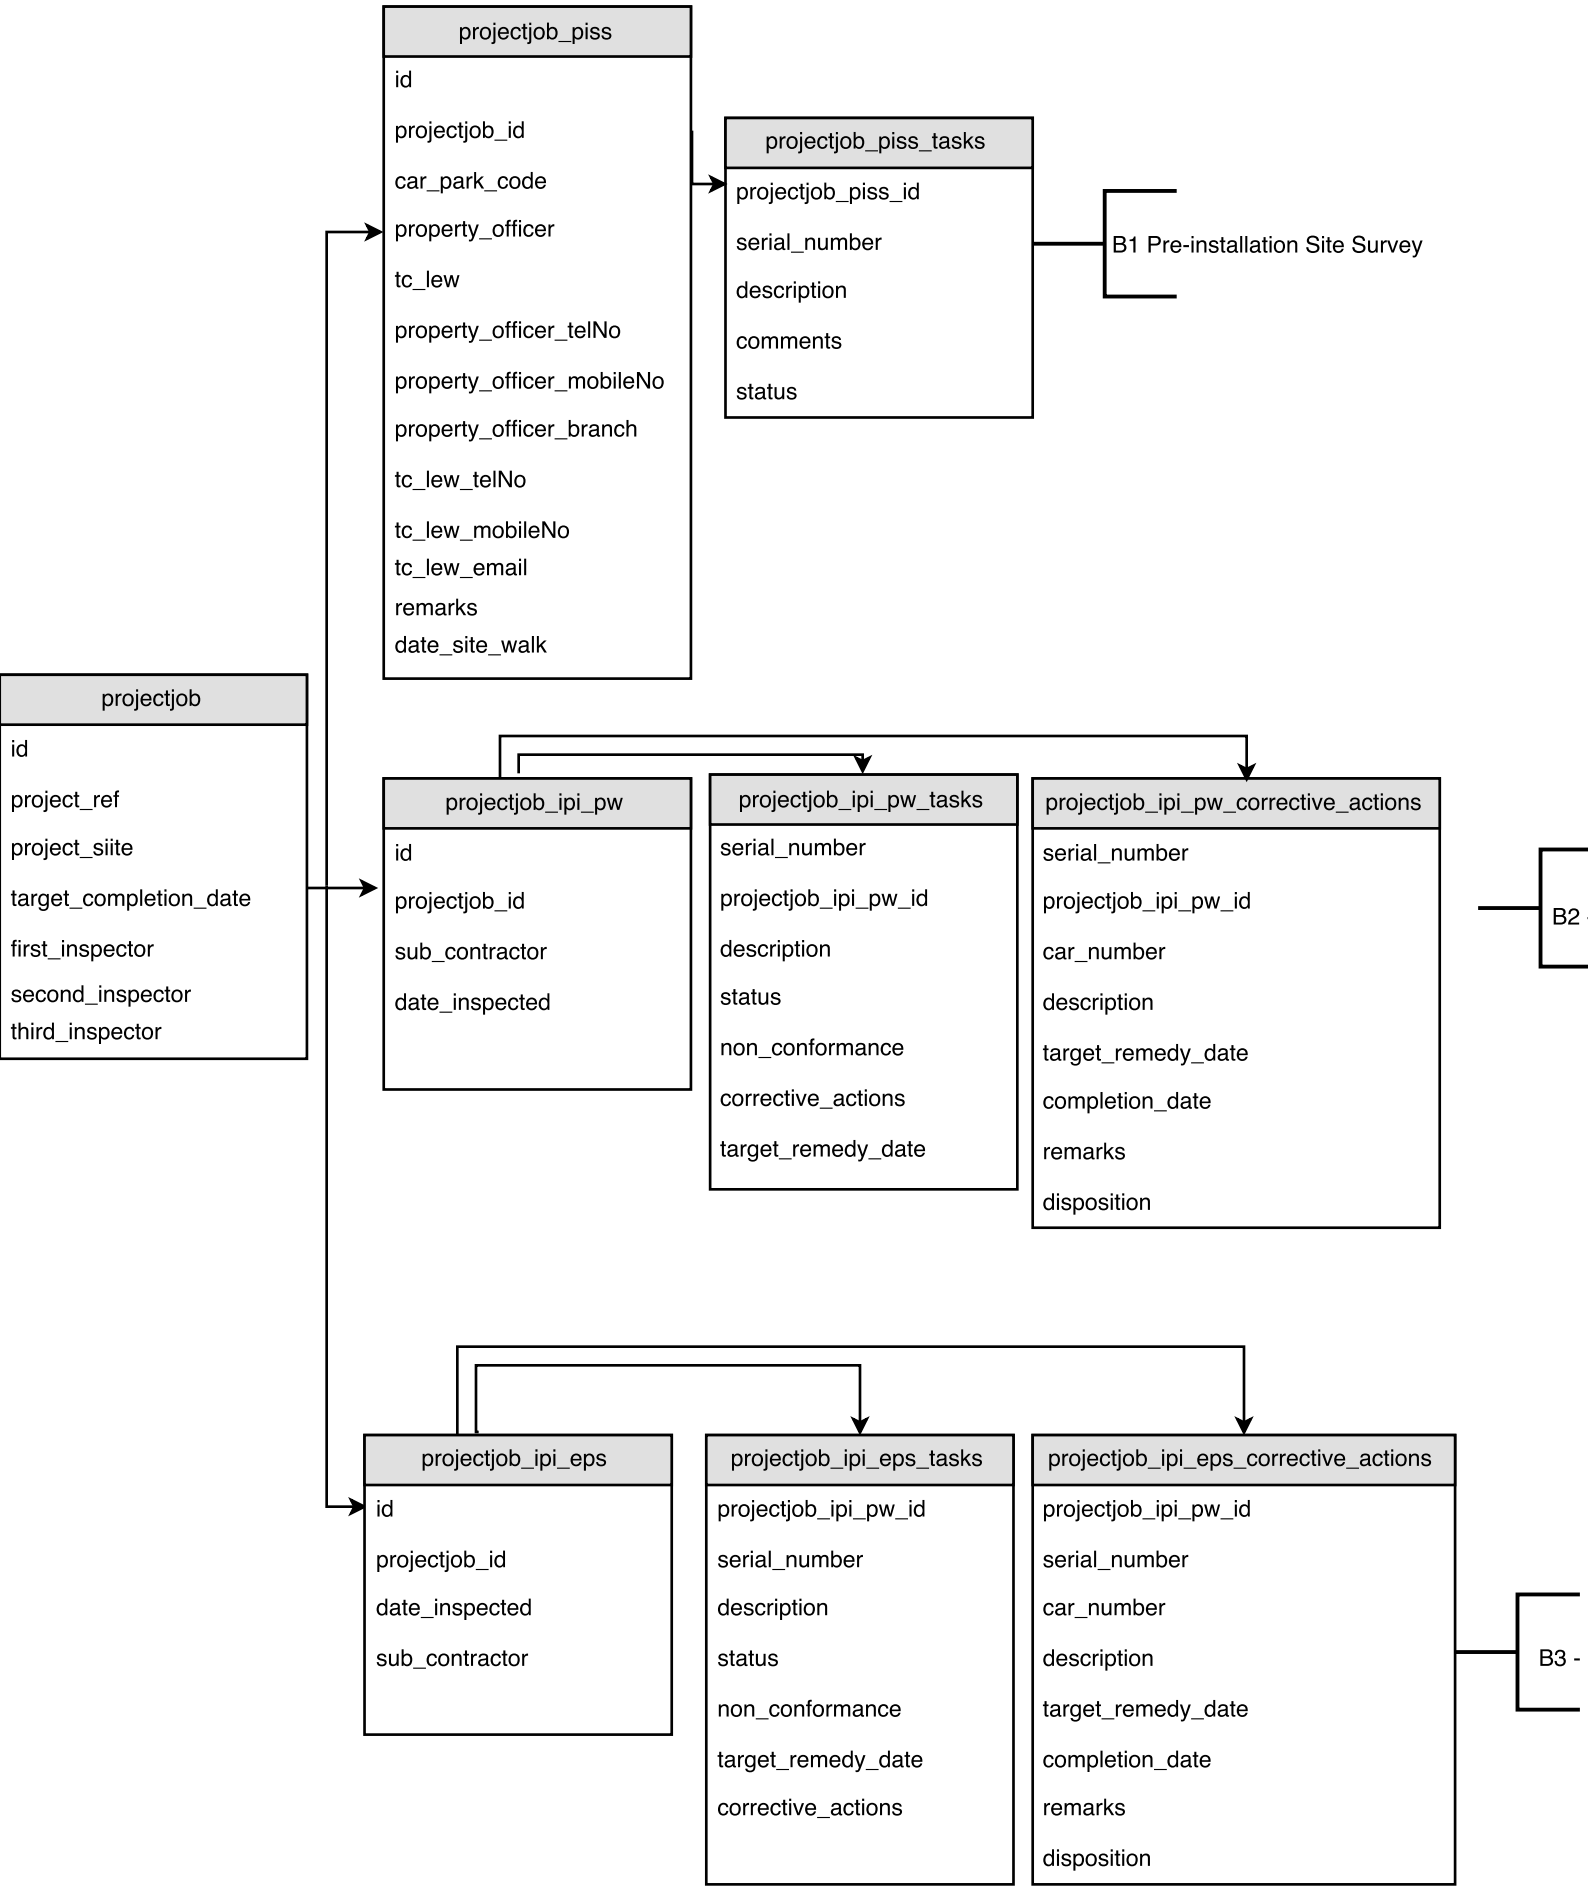 projectjob_piss
id
projectjob_id
car_park_code
property_officer
tc_lew
property_officer_telNo
property_officer_mobileNo
property_officer_branch
tc_lew_telNo
tc_lew_mobileNo
tc_lew_email
remarks
date_site_walk
projectjob_piss_tasks
projectjob_piss_id
serial_number
description
comments
status
B1 Pre-installation Site Survey
projectjob
id
project_ref
project_siite
target_completion_date
first_inspector
second_inspector
third_inspector
projectjob_ipi_pw
id
projectjob_id
sub_contractor
date_inspected
projectjob_ipi_pw_tasks
serial_number
projectjob_ipi_pw_id
description
status
non_conformance
corrective_actions
target_remedy_date
projectjob_ipi_pw_corrective_actions
serial_number
projectjob_ipi_pw_id
car_number
description
target_remedy_date
completion_date
remarks
disposition
B2 -
projectjob_ipi_eps
id
projectjob_id
date_inspected
sub_contractor
projectjob_ipi_eps_tasks
projectjob_ipi_pw_id
serial_number
description
status
non_conformance
target_remedy_date
corrective_actions
projectjob_ipi_eps_corrective_actions
projectjob_ipi_pw_id
serial_number
car_number
description
target_remedy_date
completion_date
remarks
disposition
B3 -